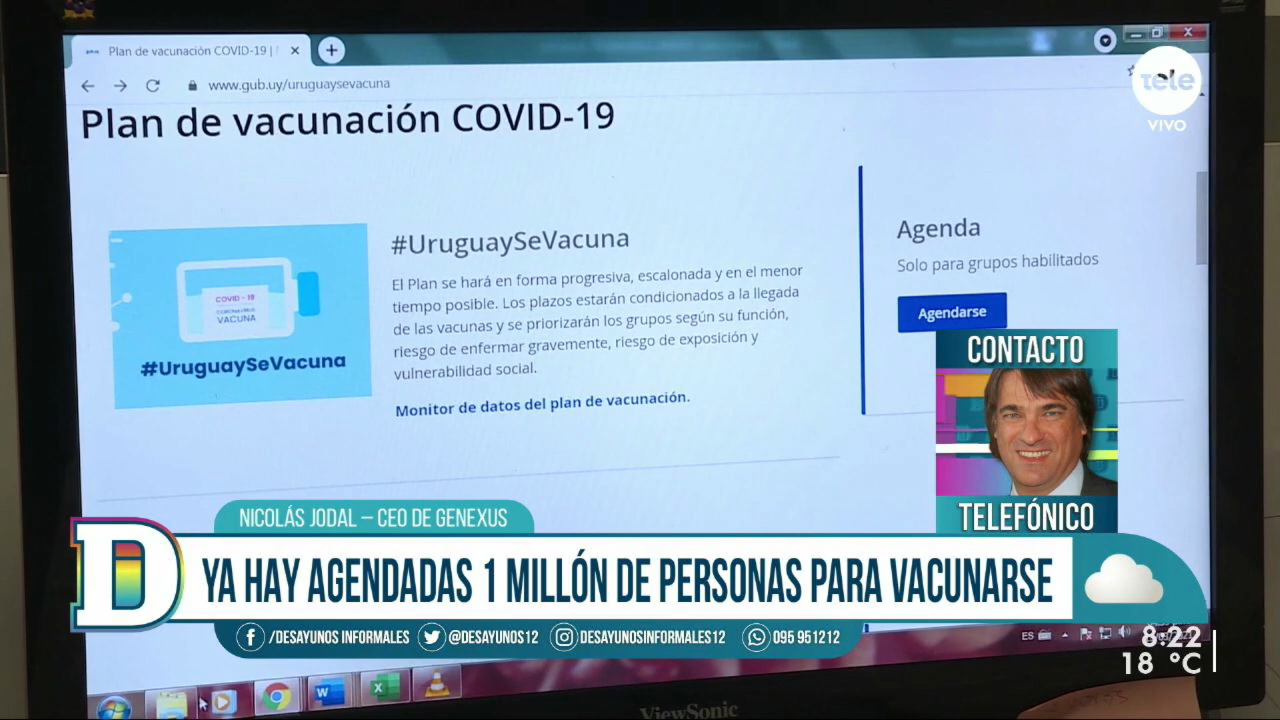 Plan de vacunación COVID-19 |
www.gub.uy/uruguaysevacuna
tele
VIVO
Plan de vacunación COVID-19
COVID - 19
CORONAVIRUS
VACUNA
#UruguaySeVacuna
#UruguaySeVacuna
El Plan se hará en forma progresiva, escalonada y en el menor
tiempo posible. Los plazos estarán condicionados a la llegada
de las vacunas y se priorizarán los grupos según su función,
riesgo de enfermar gravemente, riesgo de exposición y
vulnerabilidad social.
Monitor de datos del plan de vacunación.
Agenda
Solo para grupos habilitados
Agendarse
CONTACTO
TELEFÓNICO
NICOLÁS JODAL – CEO DE GENEXUS
D
YA HAY AGENDADAS 1 MILLÓN DE PERSONAS PARA VACUNARSE
/DESAYUNOS INFORMALES @DESAYUNOS12 DESAYUNOSINFORMALES12 095 951212
ES
8:22
18 °C
ViewSonic